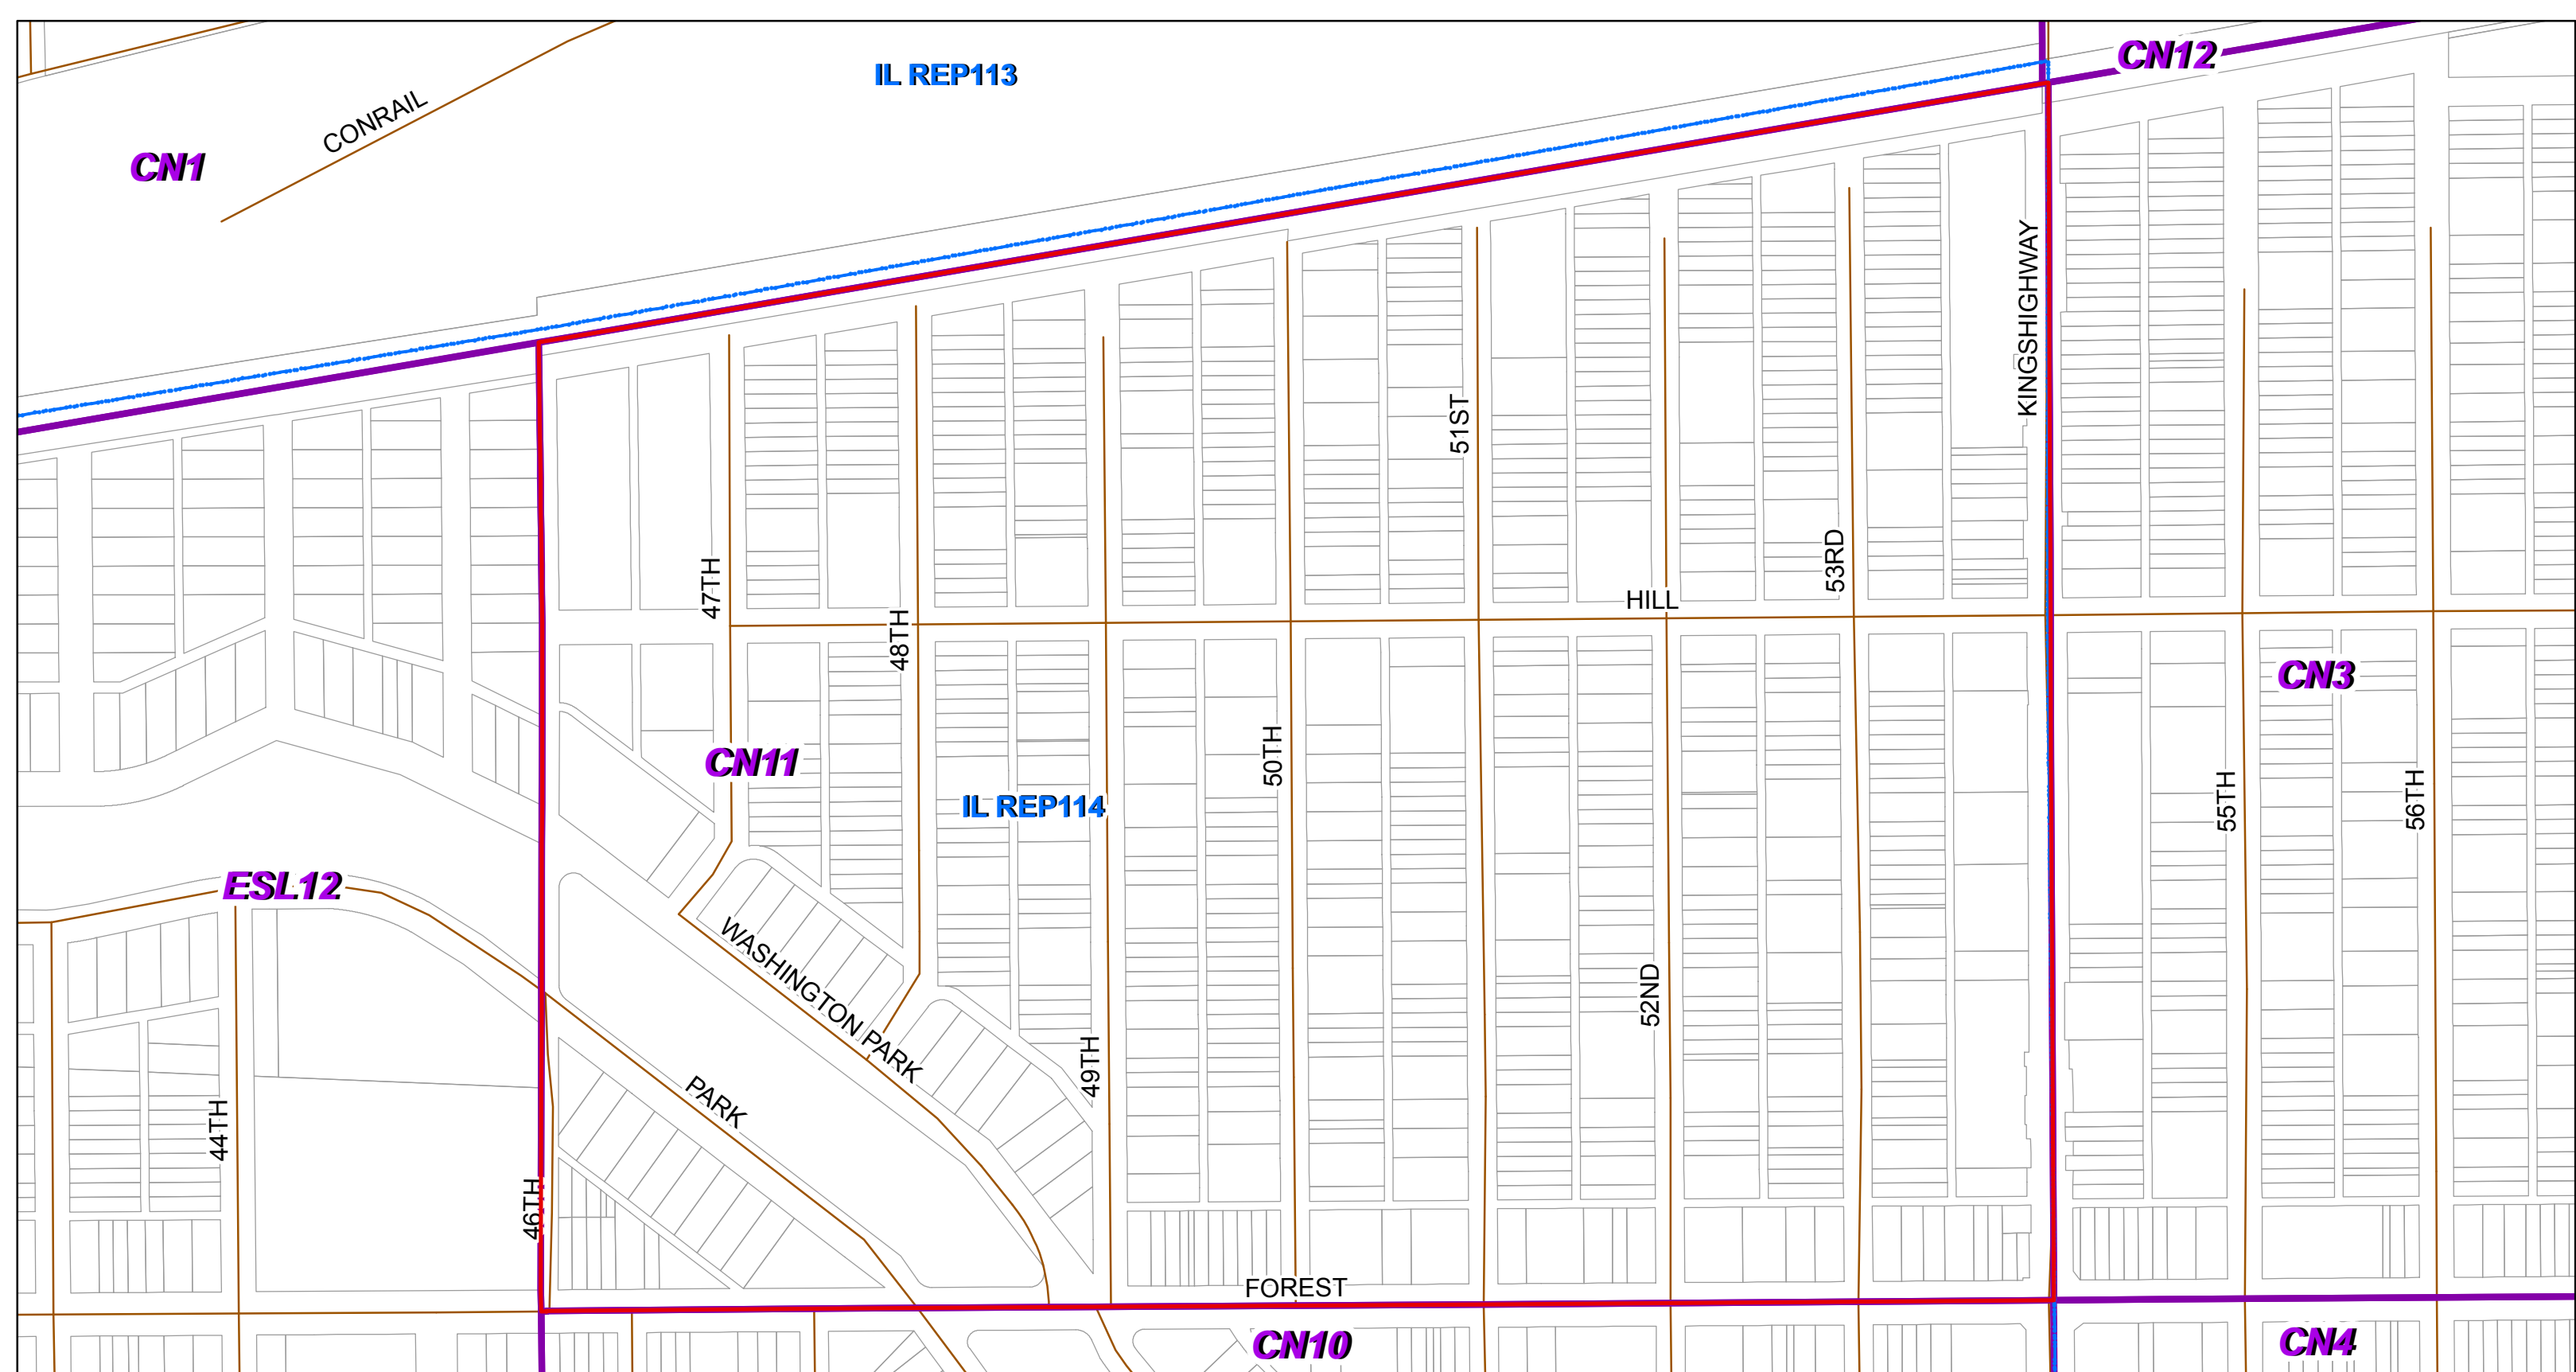 CN12
IL REP113
CONRAIL
CN1
KINGSHIGHWAY
51ST
53RD
47TH
HILL
48TH
CN3
50TH
CN11
IL REP114
55TH
56TH
ESL12
WASHINGTON PARK
52ND
49TH
PARK
44TH
46TH
FOREST
CN10
CN4